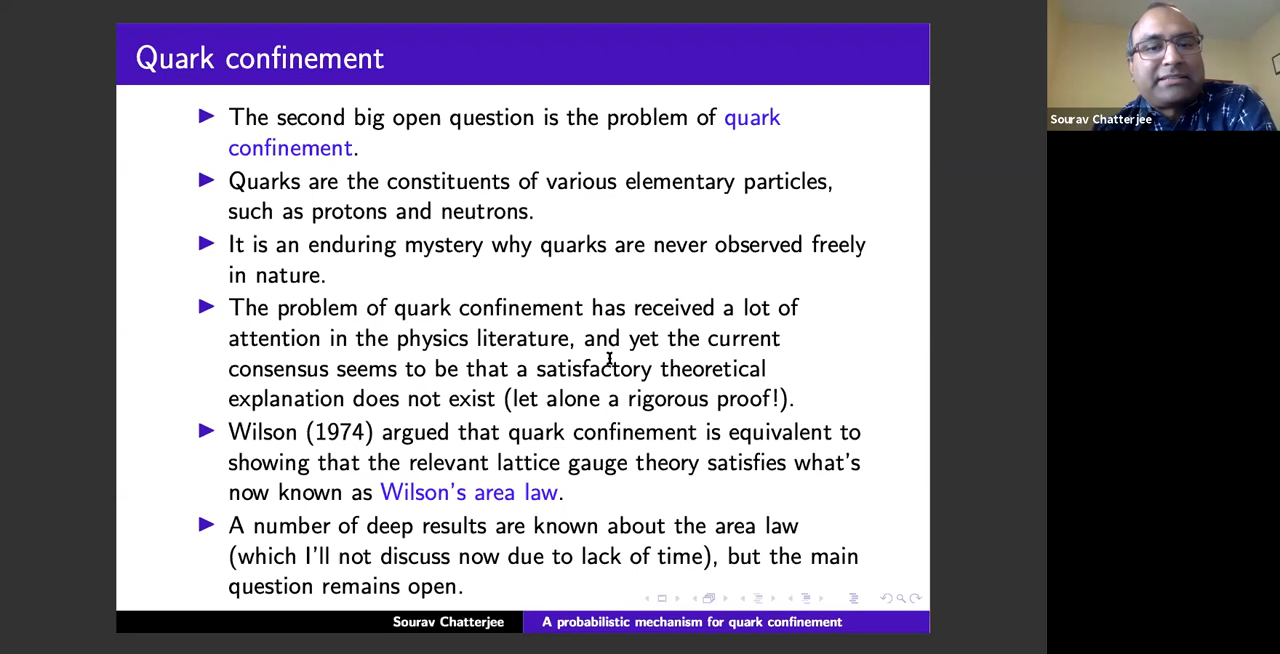 Quark confinement
The second big open question is the problem of quark
confinement.
Quarks are the constituents of various elementary particles,
such as protons and neutrons.
It is an enduring mystery why quarks are never observed freely
in nature.
The problem of quark confinement has received a lot of
attention in the physics literature, and yet the current
consensus seems to be that a satisfactory theoretical
explanation does not exist (let alone a rigorous proof!).
Wilson (1974) argued that quark confinement is equivalent to
showing that the relevant lattice gauge theory satisfies what's
now known as Wilson's area law.
A number of deep results are known about the area law
(which I'll not discuss now due to lack of time), but the main
question remains open.
Sourav Chatterjee
A probabilistic mechanism for quark confinement
Sourav Chatterjee